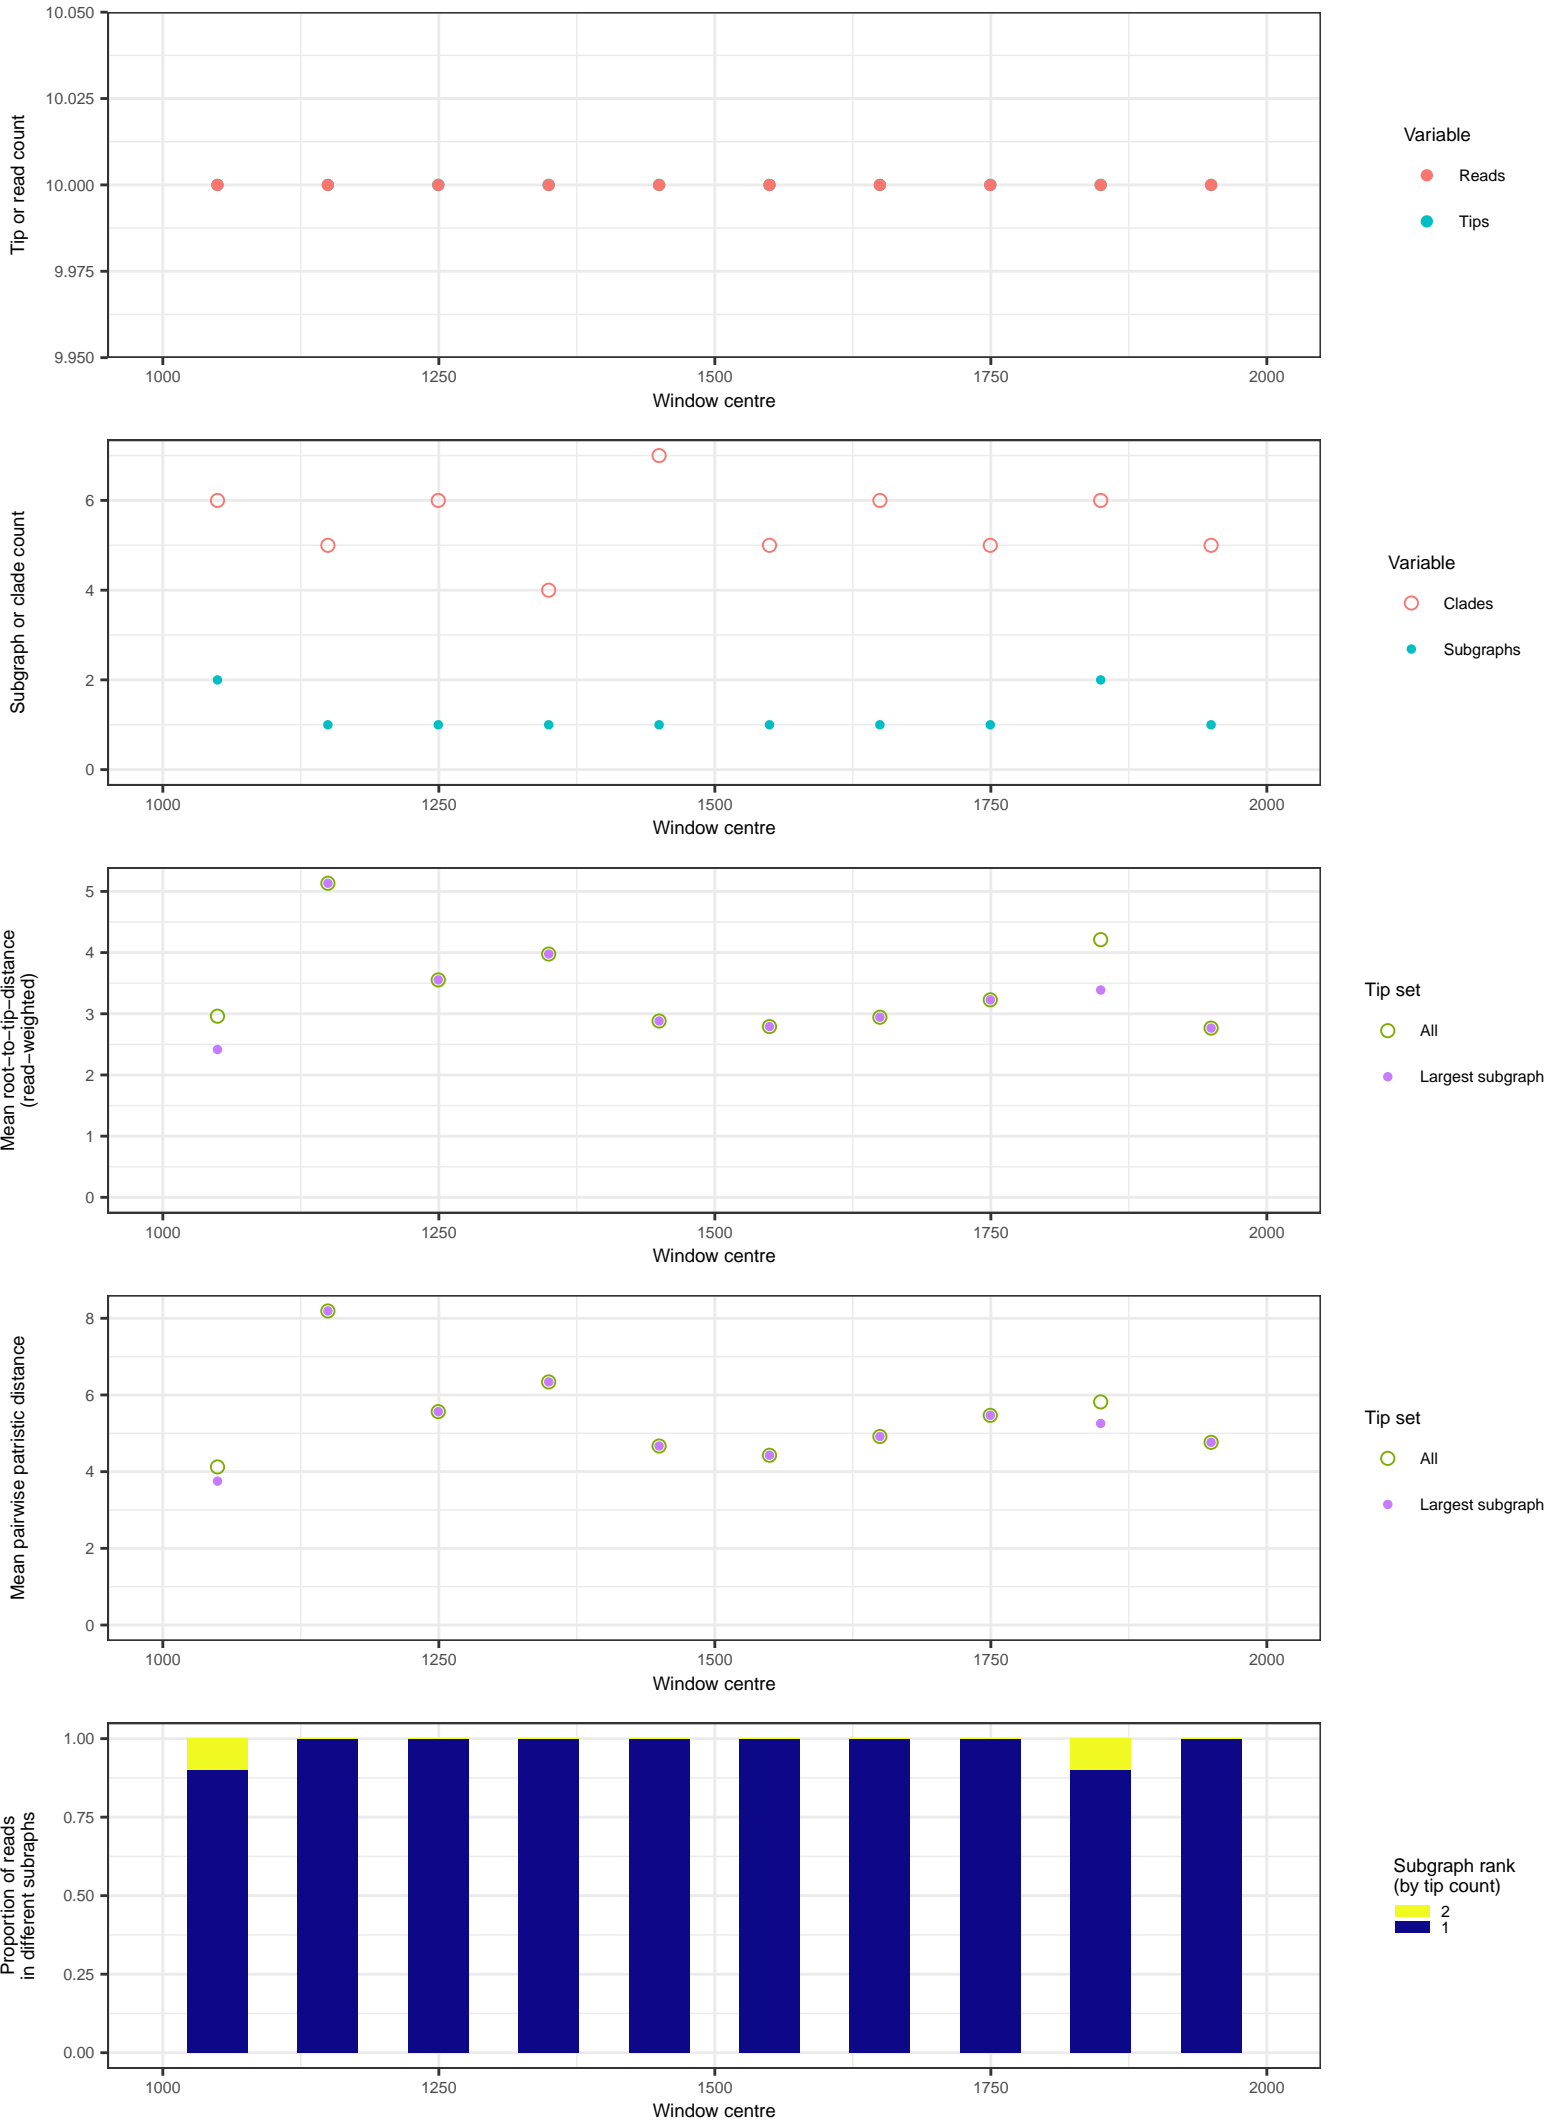 10.050
10.025
10.000
9.975
9.950
Tip or read count
1000 1250 1500 1750 2000
Window centre
Variable
Reads
Tips
6
4
2
0
Subgraph or clade count
1000 1250 1500 1750 2000
Window centre
Variable
Clades
Subgraphs
5
4
3
2
1
0
Mean root−to−tip−distance
(read−weighted)
1000 1250 1500 1750 2000
Window centre
Tip set
All
Largest subgraph
8
6
4
2
0
Mean pairwise patristic distance
1000 1250 1500 1750 2000
Window centre
Tip set
All
Largest subgraph
1.00
0.75
0.50
0.25
0.00
Proportion of reads
in different subraphs
1000 1250 1500 1750 2000
Window centre
Subgraph rank
(by tip count)
2
1